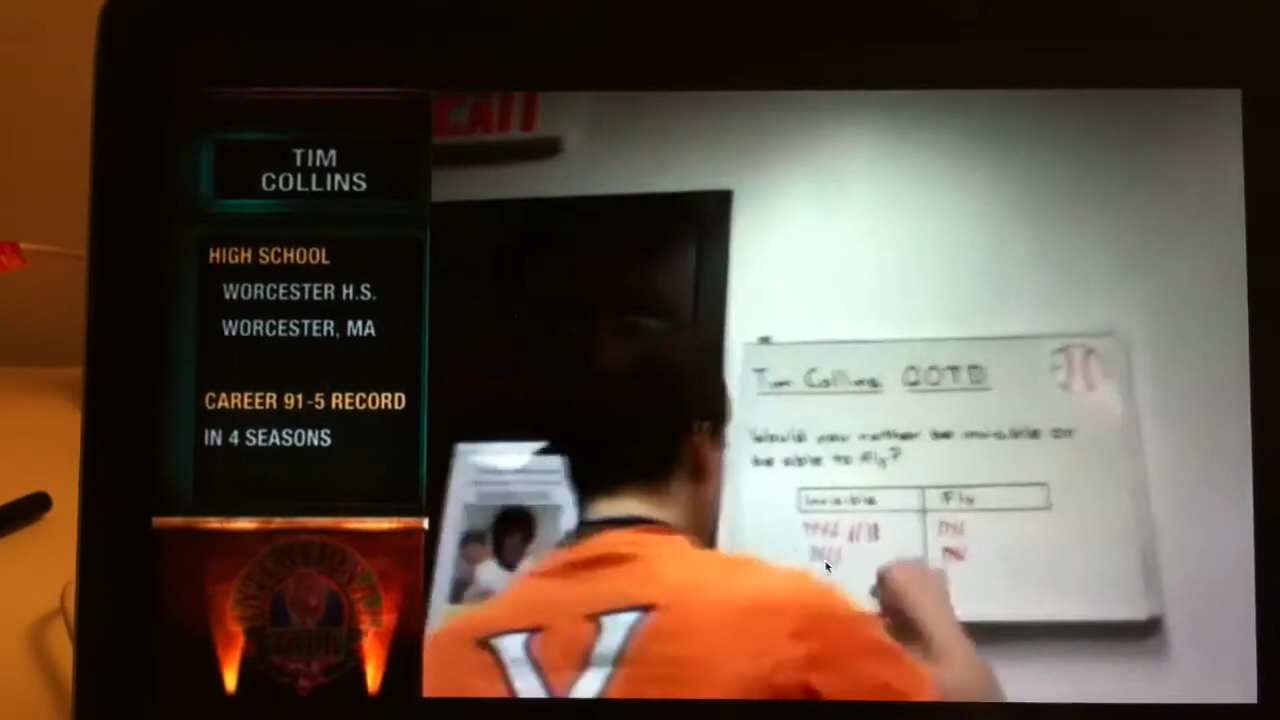 EXIT
TIM
COLLINS
HIGH SCHOOL
WORCESTER H.S.
WORCESTER, MA
CAREER 91-5 RECORD
IN 4 SEASONS
Tim Collins QOTD
Would you rather be invisible or
be able to fly?
Invisible Fly
V